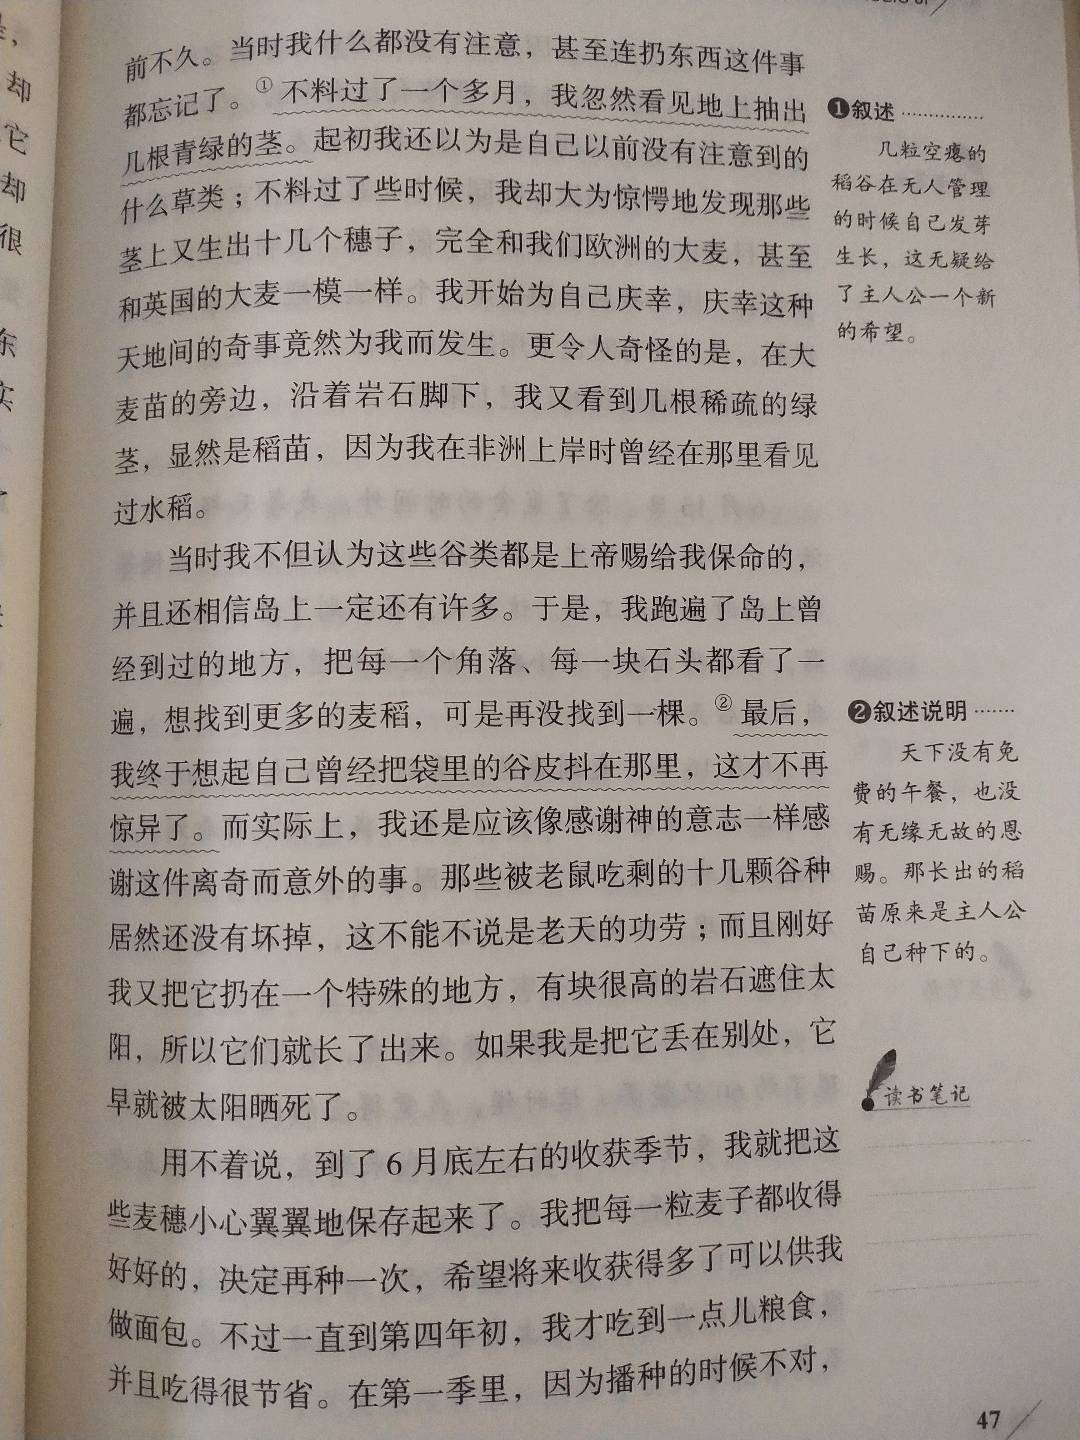 前不久。当时我什么都没有注意，甚至连扔东西这件事
都忘记了。①不料过了一个多月，我忽然看见地上抽出
几根青绿的茎。起初我还以为是自己以前没有注意到的
什么草类；不料过了些时候，我却大为惊愕地发现那些
茎上又生出十几个穗子，完全和我们欧洲的大麦，甚至
和英国的大麦一模一样。我开始为自己庆幸，庆幸这种
天地间的奇事竟然为我而发生。更令人奇怪的是，在大
麦苗的旁边，沿着岩石脚下，我又看到几根稀疏的绿
茎，显然是稻苗，因为我在非洲上岸时曾经在那里看见
过水稻。
当时我不但认为这些谷类都是上帝赐给我保命的，
并且还相信岛上一定还有许多。于是，我跑遍了岛上曾
经到过的地方，把每一个角落、每一块石头都看了一
遍，想找到更多的麦稻，可是再没找到一棵。②最后，
我终于想起自己曾经把袋里的谷皮抖在那里，这才不再
惊异了。而实际上，我还是应该像感谢神的意志一样感
谢这件离奇而意外的事。那些被老鼠吃剩的十几颗谷种
居然还没有坏掉，这不能不说是老天的功劳；而且刚好
我又把它扔在一个特殊的地方，有块很高的岩石遮住太
阳，所以它们就长了出来。如果我是把它丢在别处，它
早就被太阳晒死了。
用不着说，到了6月底左右的收获季节，我就把这
些麦穗小心翼翼地保存起来了。我把每一粒麦子都收得
好好的，决定再种一次，希望将来收获得多了可以供我
做面包。不过一直到第四年初，我才吃到一点儿粮食，
并且吃得很节省。在第一季里，因为播种的时候不对，
❶叙述
几粒空瘪的
稻谷在无人管理
的时候自己发芽
生长，这无疑给
了主人公一个新
的希望。
❷叙述说明
天下没有免
费的午餐，也没
有无缘无故的恩
赐。那长出的稻
苗原来是主人公
自己种下的。
读书笔记
47